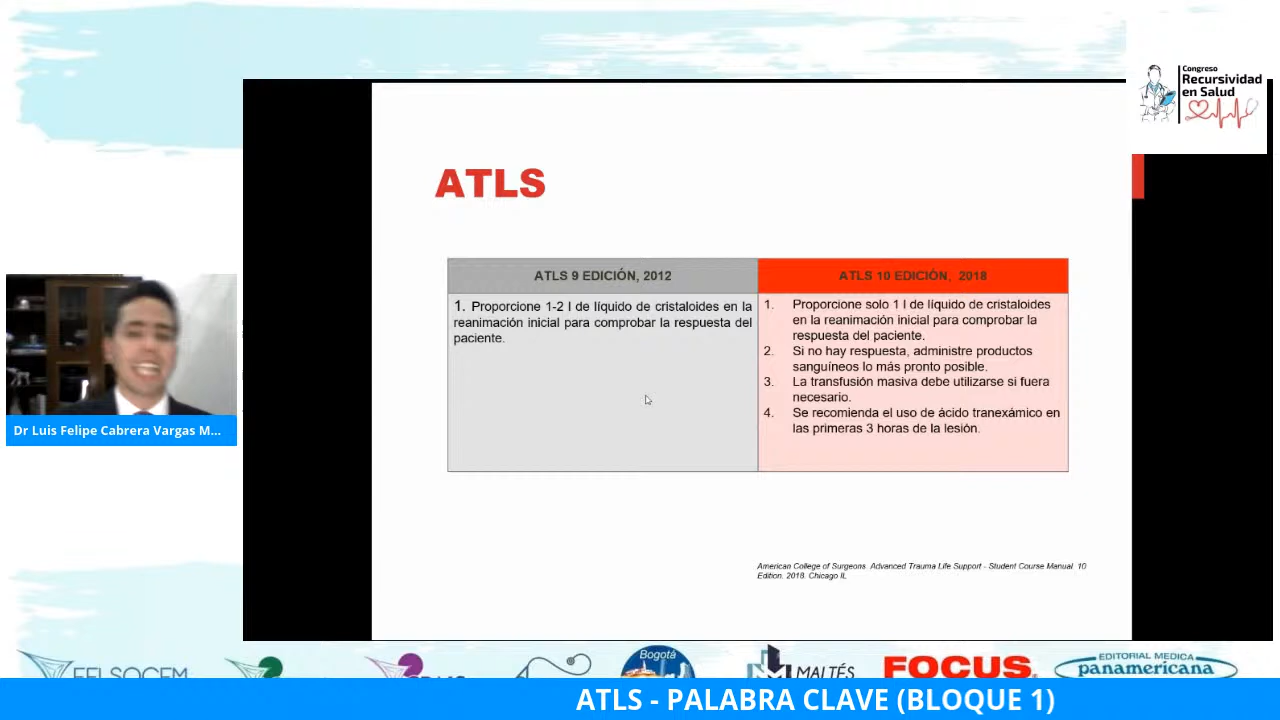 Congreso
Recursividad
en Salud
ATLS
ATLS 9 EDICIÓN, 2012
1. Proporcione 1-2 l de líquido de cristaloides en la
reanimación inicial para comprobar la respuesta del
paciente.
ATLS 10 EDICIÓN, 2018
1. Proporcione solo 1 l de líquido de cristaloides
en la reanimación inicial para comprobar la
respuesta del paciente.
2. Si no hay respuesta, administre productos
sanguíneos lo más pronto posible.
3. La transfusión masiva debe utilizarse si fuera
necesario.
4. Se recomienda el uso de ácido tranexámico en
las primeras 3 horas de la lesión.
American College of Surgeons. Advanced Trauma Life Support - Student Course Manual 10
Edition. 2018. Chicago IL
Dr Luis Felipe Cabrera Vargas M...
Bogotá
MALTÉS
FOCUS
EDITORIAL MEDICA
panamericana
ATLS - PALABRA CLAVE (BLOQUE 1)